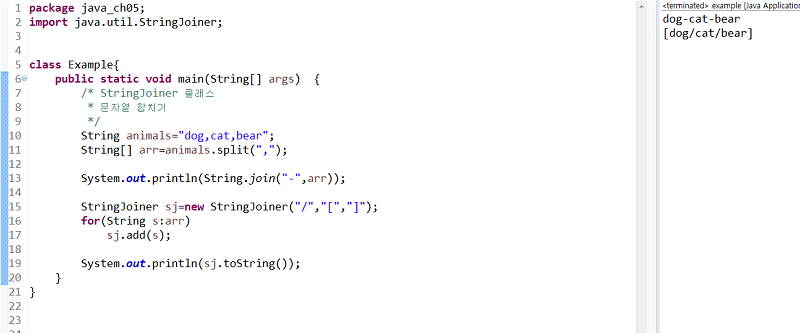 1 package java_ch05;
2 import java.util.StringJoiner;
3
4
5 class Example{
6 public static void main(String[] args)  {
7 /* StringJoiner 클래스
8 * 문자열 합치기
9 */
10 String animals="dog,cat,bear";
11 String[] arr=animals.split(",");
12
13 System.out.println(String.join("-",arr));
14
15 StringJoiner sj=new StringJoiner("/","[","]");
16 for(String s:arr)
17 sj.add(s);
18
19 System.out.println(sj.toString());
20 }
21 }
22
23
<terminated> example [Java Application
dog-cat-bear
[dog/cat/bear]